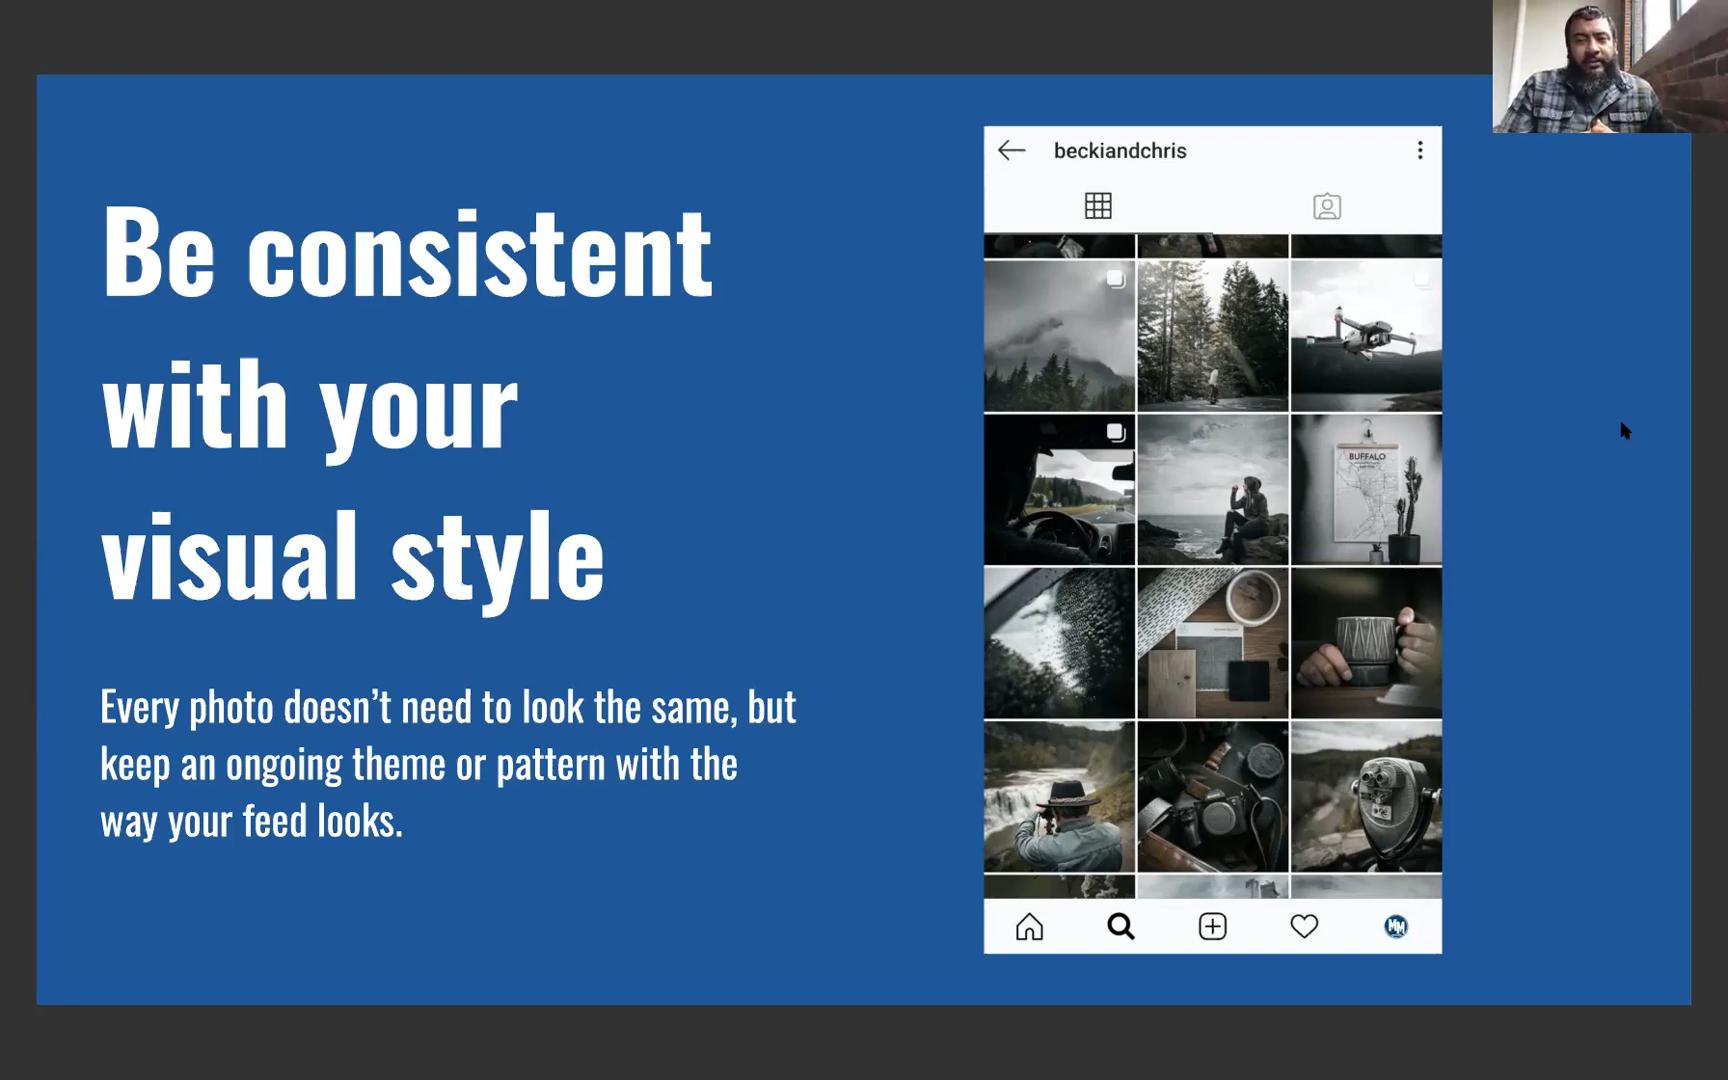 Be consistent
with your
visual style
Every photo doesn’t need to look the same, but
keep an ongoing theme or pattern with the
way your feed looks.
beckiandchris
BUFFALO
MM